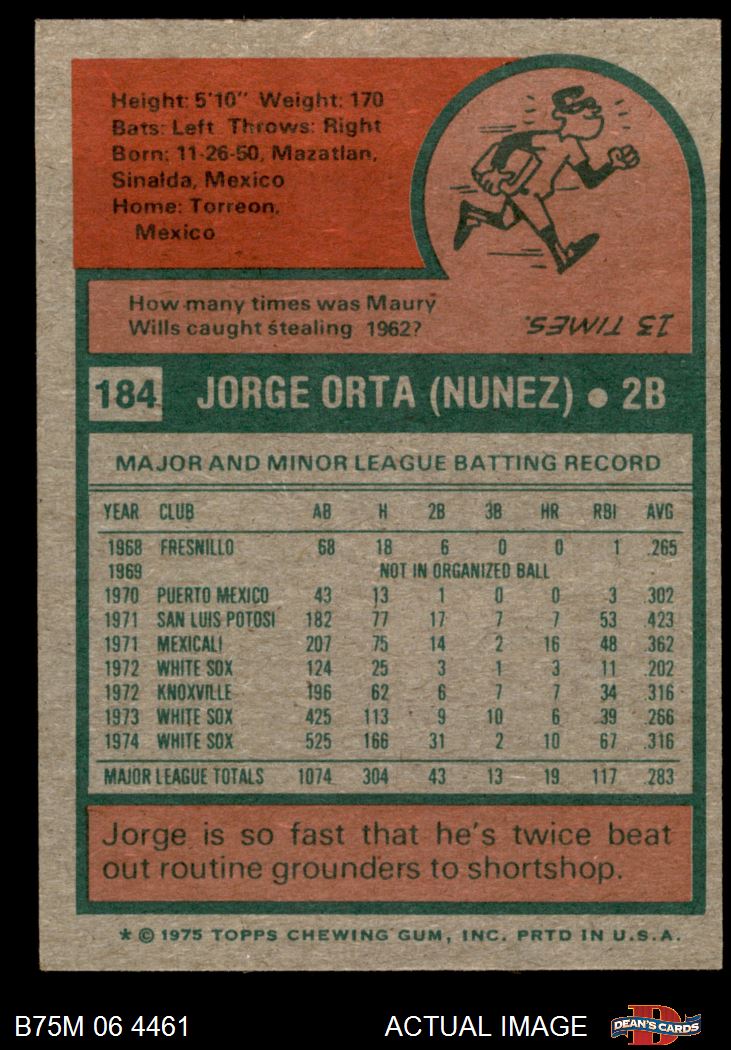 Height: 5'10" Weight: 170
Bats: Left Throws: Right
Born: 11-26-50, Mazatlan,
Sinalda, Mexico
Home: Torreon,
Mexico
How many times was Maury
Wills caught stealing 1962?
13 TIMES.
184 JORGE ORTA (NUNEZ) • 2B
MAJOR AND MINOR LEAGUE BATTING RECORD
YEAR CLUB AB H 2B 3B HR RBI AVG
1968 FRESNILLO 68 18 6 0 0 1 .265
1969 NOT IN ORGANIZED BALL
1970 PUERTO MEXICO 43 13 1 0 0 3 .302
1971 SAN LUIS POTOSI 182 77 17 7 7 53 .423
1971 MEXICALI 207 75 14 2 16 48 .362
1972 WHITE SOX 124 25 3 1 3 11 .202
1972 KNOXVILLE 196 62 6 7 7 34 .316
1973 WHITE SOX 425 113 9 10 6 39 .266
1974 WHITE SOX 525 166 31 2 10 67 .316
MAJOR LEAGUE TOTALS 1074 304 43 13 19 117 .283
Jorge is so fast that he's twice beat
out routine grounders to shortshop.
* © 1975 TOPPS CHEWING GUM, INC. PRTD IN U.S.A.
B75M 06 4461 ACTUAL IMAGE
DEAN'S CARDS